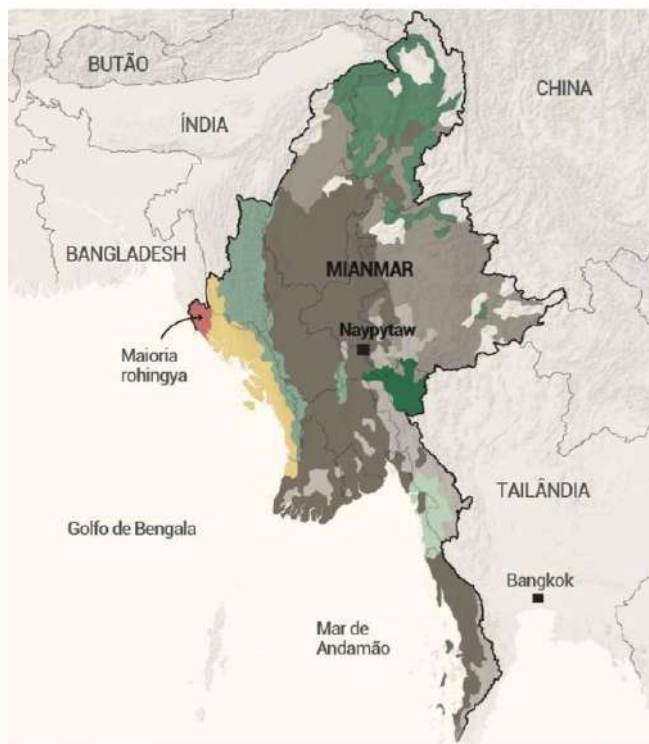 BUTÃO
CHINA
ÍNDIA
BANGLADESH
MIANMAR
Naypytaw
Maioria
rohingya
TAILÂNDIA
Golfo de Bengala
Bangkok
Mar de
Andamão